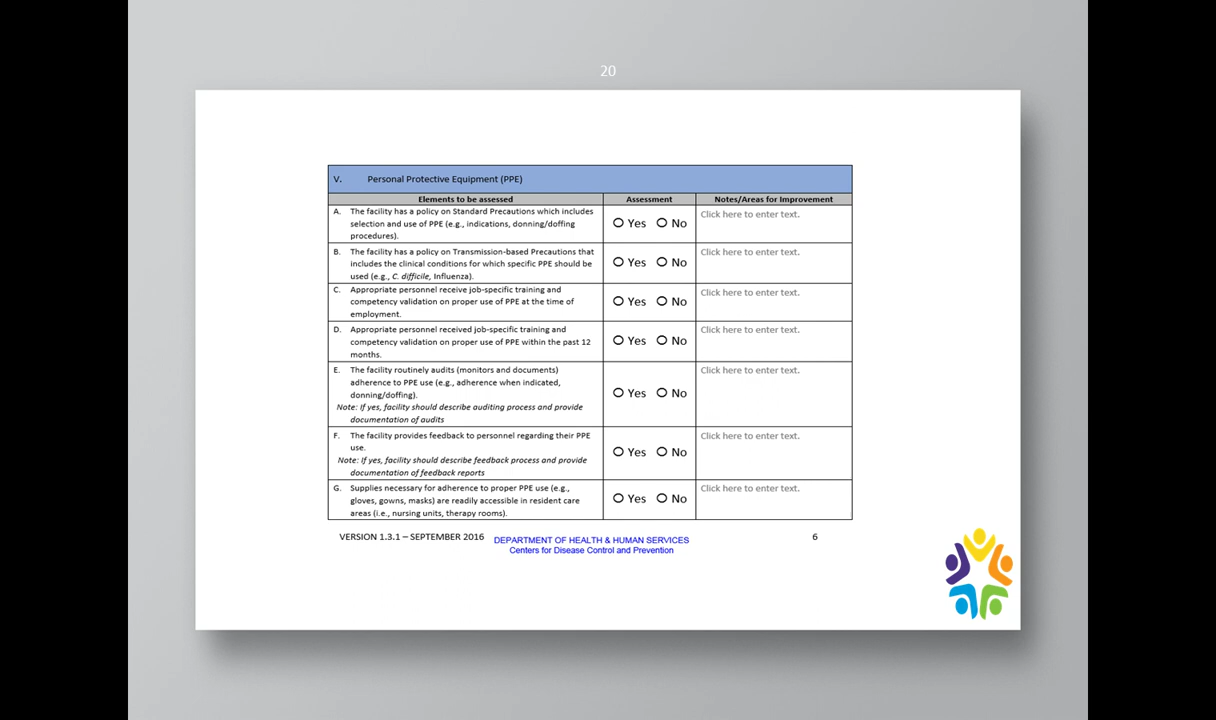 20
V. Personal Protective Equipment (PPE)
Elements to be assessed Assessment Notes/Areas for Improvement
A. The facility has a policy on Standard Precautions which includes
selection and use of PPE (e.g., indications, donning/doffing
procedures).
Yes No
Click here to enter text.
B. The facility has a policy on Transmission-based Precautions that
includes the clinical conditions for which specific PPE should be
used (e.g., C. difficile, Influenza).
Yes No
Click here to enter text.
C. Appropriate personnel receive job-specific training and
competency validation on proper use of PPE at the time of
employment.
Yes No
Click here to enter text.
D. Appropriate personnel received job-specific training and
competency validation on proper use of PPE within the past 12
months.
Yes No
Click here to enter text.
E. The facility routinely audits (monitors and documents)
adherence to PPE use (e.g., adherence when indicated,
donning/doffing).
Note: If yes, facility should describe auditing process and provide
documentation of audits
Yes No
Click here to enter text.
F. The facility provides feedback to personnel regarding their PPE
use.
Note: If yes, facility should describe feedback process and provide
documentation of feedback reports
Yes No
Click here to enter text.
G. Supplies necessary for adherence to proper PPE use (e.g.,
gloves, gowns, masks) are readily accessible in resident care
areas (i.e., nursing units, therapy rooms).
Yes No
Click here to enter text.
VERSION 1.3.1 – SEPTEMBER 2016
DEPARTMENT OF HEALTH & HUMAN SERVICES
Centers for Disease Control and Prevention
6